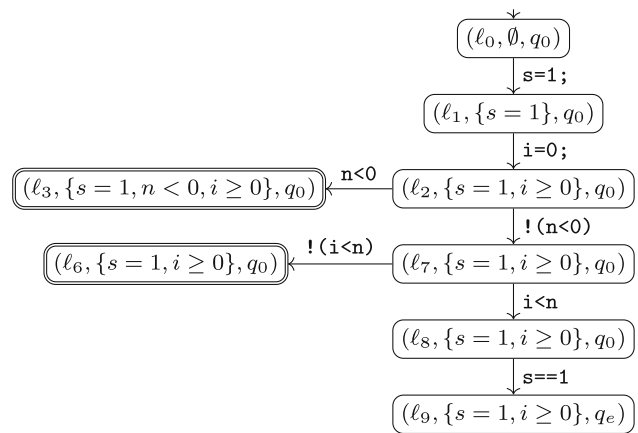 (ℓ₀, ∅, q₀)
s=1;
(ℓ₁, {s = 1}, q₀)
i=0;
(ℓ₃, {s = 1, n < 0, i ≥ 0}, q₀) n<0 (ℓ₂, {s = 1, i ≥ 0}, q₀)
!(n<0)
(ℓ₆, {s = 1, i ≥ 0}, q₀) !(i<n) (ℓ₇, {s = 1, i ≥ 0}, q₀)
i<n
(ℓ₈, {s = 1, i ≥ 0}, q₀)
s==1
(ℓ₉, {s = 1, i ≥ 0}, qₑ)